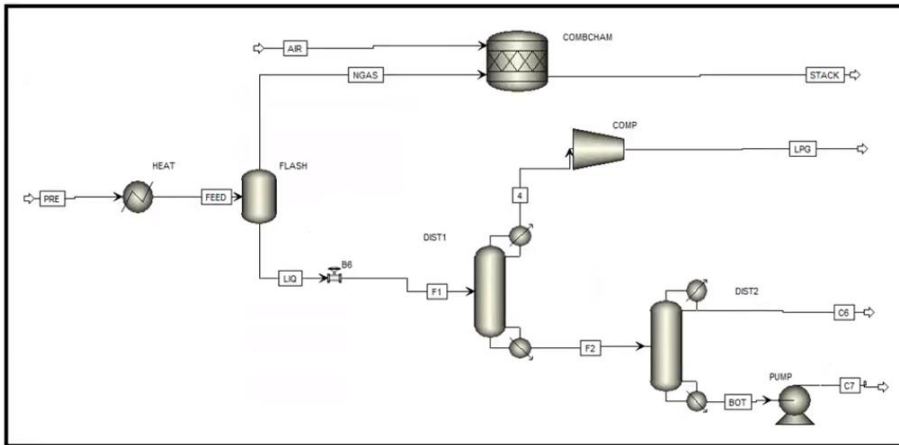 AIR
COMBCHAM
NGAS
STACK
COMP
LPG
HEAT
FLASH
PRE
FEED
4
DIST1
B6
LIQ
F1
DIST2
C6
F2
PUMP
C7
BOT